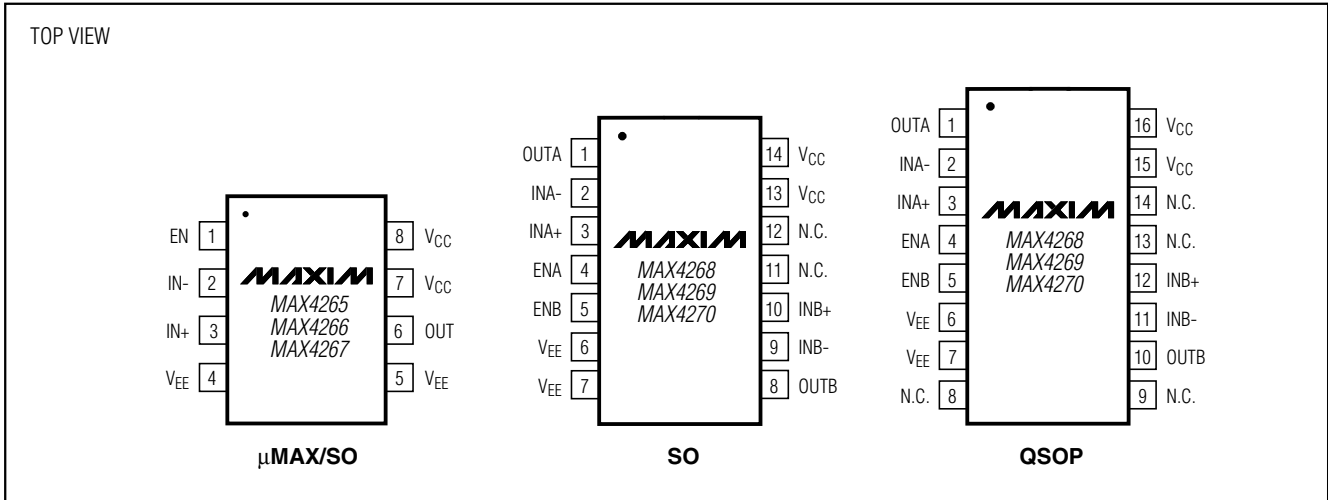 TOP VIEW
EN 1
IN- 2
IN+ 3
VEE 4
8 VCC
7 VCC
6 OUT
5 VEE
MAXIM
MAX4265
MAX4266
MAX4267
µMAX/SO
OUTA 1
INA- 2
INA+ 3
ENA 4
ENB 5
VEE 6
VEE 7
14 VCC
13 VCC
12 N.C.
11 N.C.
10 INB+
9 INB-
8 OUTB
MAXIM
MAX4268
MAX4269
MAX4270
SO
OUTA 1
INA- 2
INA+ 3
ENA 4
ENB 5
VEE 6
VEE 7
N.C. 8
16 VCC
15 VCC
14 N.C.
13 N.C.
12 INB+
11 INB-
10 OUTB
9 N.C.
MAXIM
MAX4268
MAX4269
MAX4270
QSOP